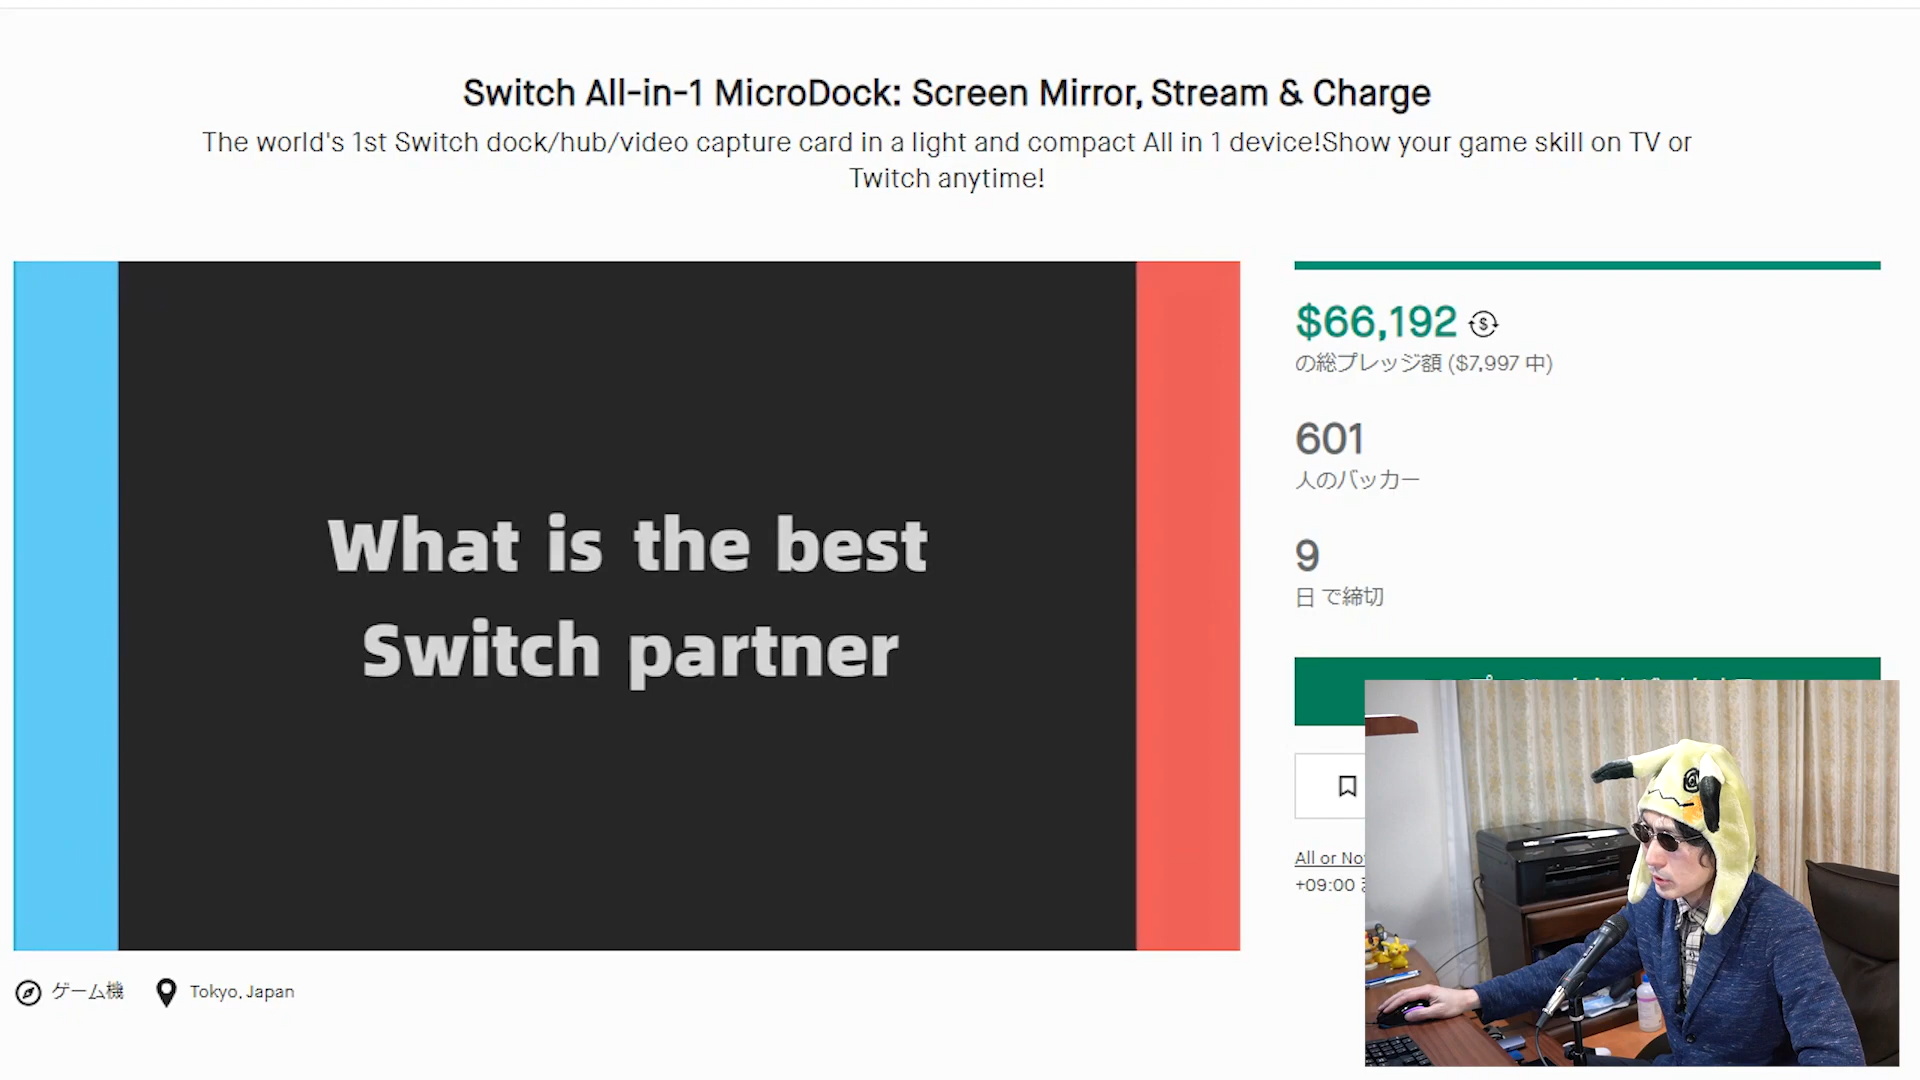 Switch All-in-1 MicroDock: Screen Mirror, Stream & Charge
The world's 1st Switch dock/hub/video capture card in a light and compact All in 1 device!Show your game skill on TV or
Twitch anytime!
What is the best
Switch partner
$66,192
の総プレッジ額 ($7,997 中)
601
人のバッカー
9
日 で締切
All or No
+09:00
ゲーム機
Tokyo, Japan